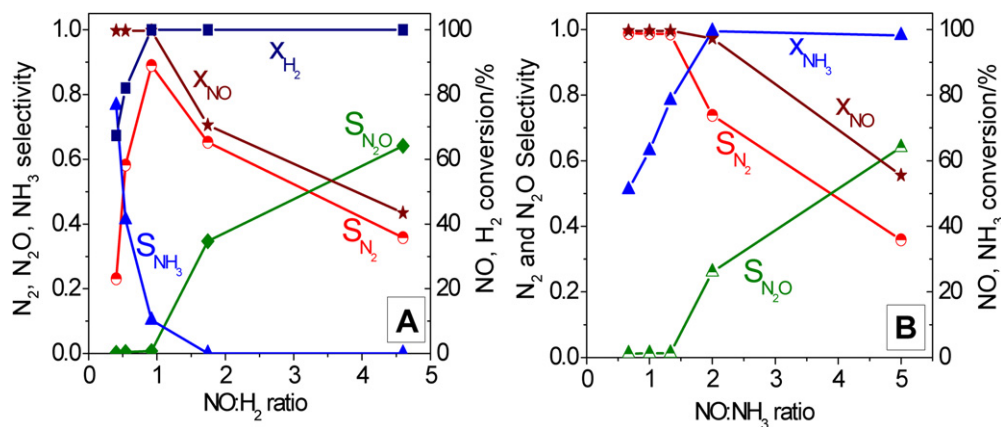 N2, N2O, NH3 selectivity
1.0
0.8
0.6
0.4
0.2
0.0
XH2
XNO
SN2O
SN2
SNH3
A
100
80
60
40
20
0
NO, H2 conversion/%
0 1 2 3 4 5
NO:H2 ratio
N2 and N2O Selectivity
1.0
0.8
0.6
0.4
0.2
0.0
XNH3
XNO
SN2
SN2O
B
100
80
60
40
20
0
NO, NH3 conversion/%
0 1 2 3 4 5
NO:NH3 ratio